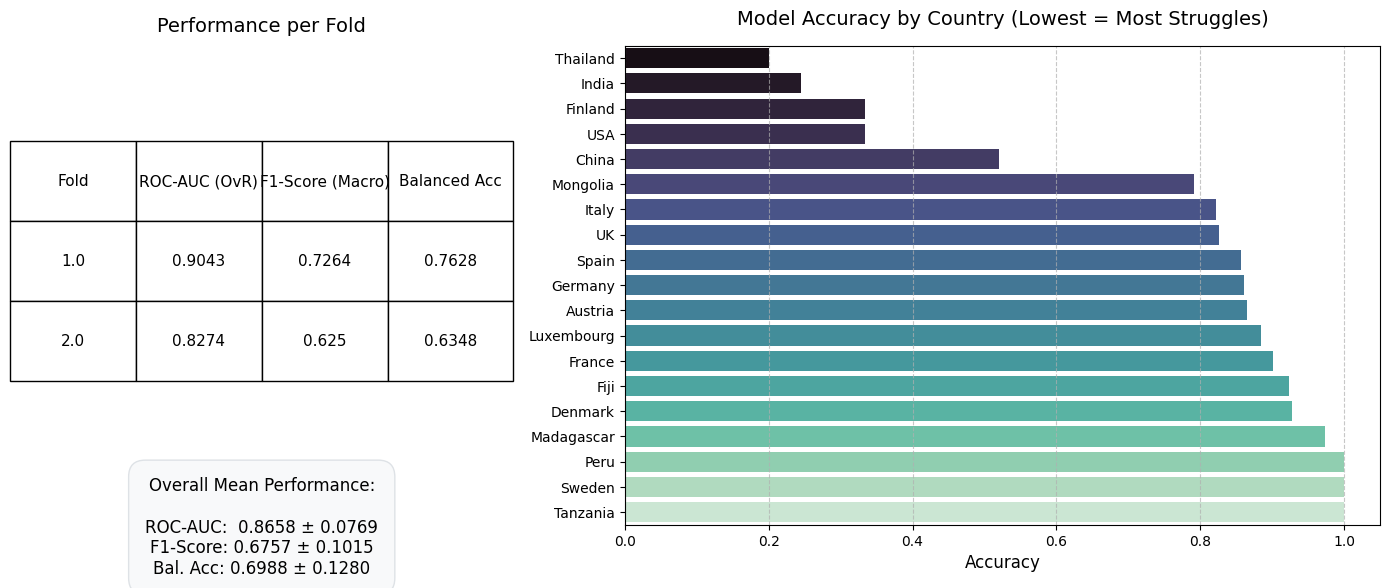 Performance per Fold
Fold ROC-AUC (OvR) F1-Score (Macro) Balanced Acc
1.0 0.9043 0.7264 0.7628
2.0 0.8274 0.625 0.6348
Overall Mean Performance:
ROC-AUC: 0.8658 ± 0.0769
F1-Score: 0.6757 ± 0.1015
Bal. Acc: 0.6988 ± 0.1280
Model Accuracy by Country (Lowest = Most Struggles)
Thailand
India
Finland
USA
China
Mongolia
Italy
UK
Spain
Germany
Austria
Luxembourg
France
Fiji
Denmark
Madagascar
Peru
Sweden
Tanzania
0.0 0.2 0.4 0.6 0.8 1.0
Accuracy